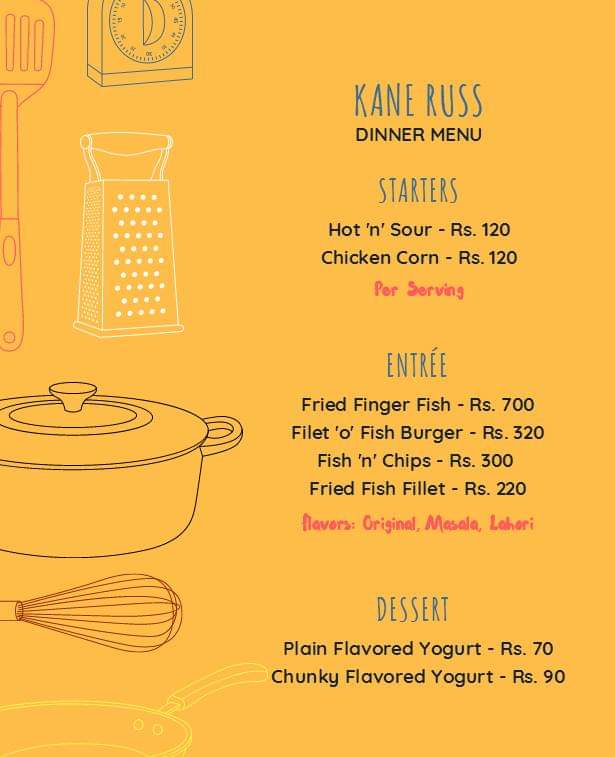 KANE RUSS
DINNER MENU
STARTERS
Hot 'n' Sour - Rs. 120
Chicken Corn - Rs. 120
Per Serving
ENTRÉE
Fried Finger Fish - Rs. 700
Filet 'o' Fish Burger - Rs. 320
Fish 'n' Chips - Rs. 300
Fried Fish Fillet - Rs. 220
flavors: Original, Masala, Lahori
DESSERT
Plain Flavored Yogurt - Rs. 70
Chunky Flavored Yogurt - Rs. 90